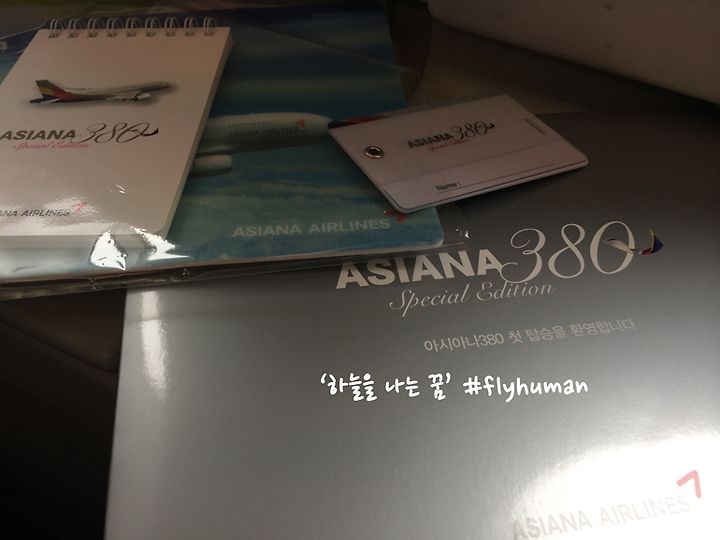 ASIANA 380
Special Edition
ASIANA AIRLINES
ASIANA AIRLINES
ASIANA AIRLINES
ASIANA 380
Special Edition
Name :
ASIANA 380
Special Edition
아시아나380 첫 탑승을 환영합니다
‘하늘을 나는 꿈’ #flyhuman
ASIANA AIRLINES